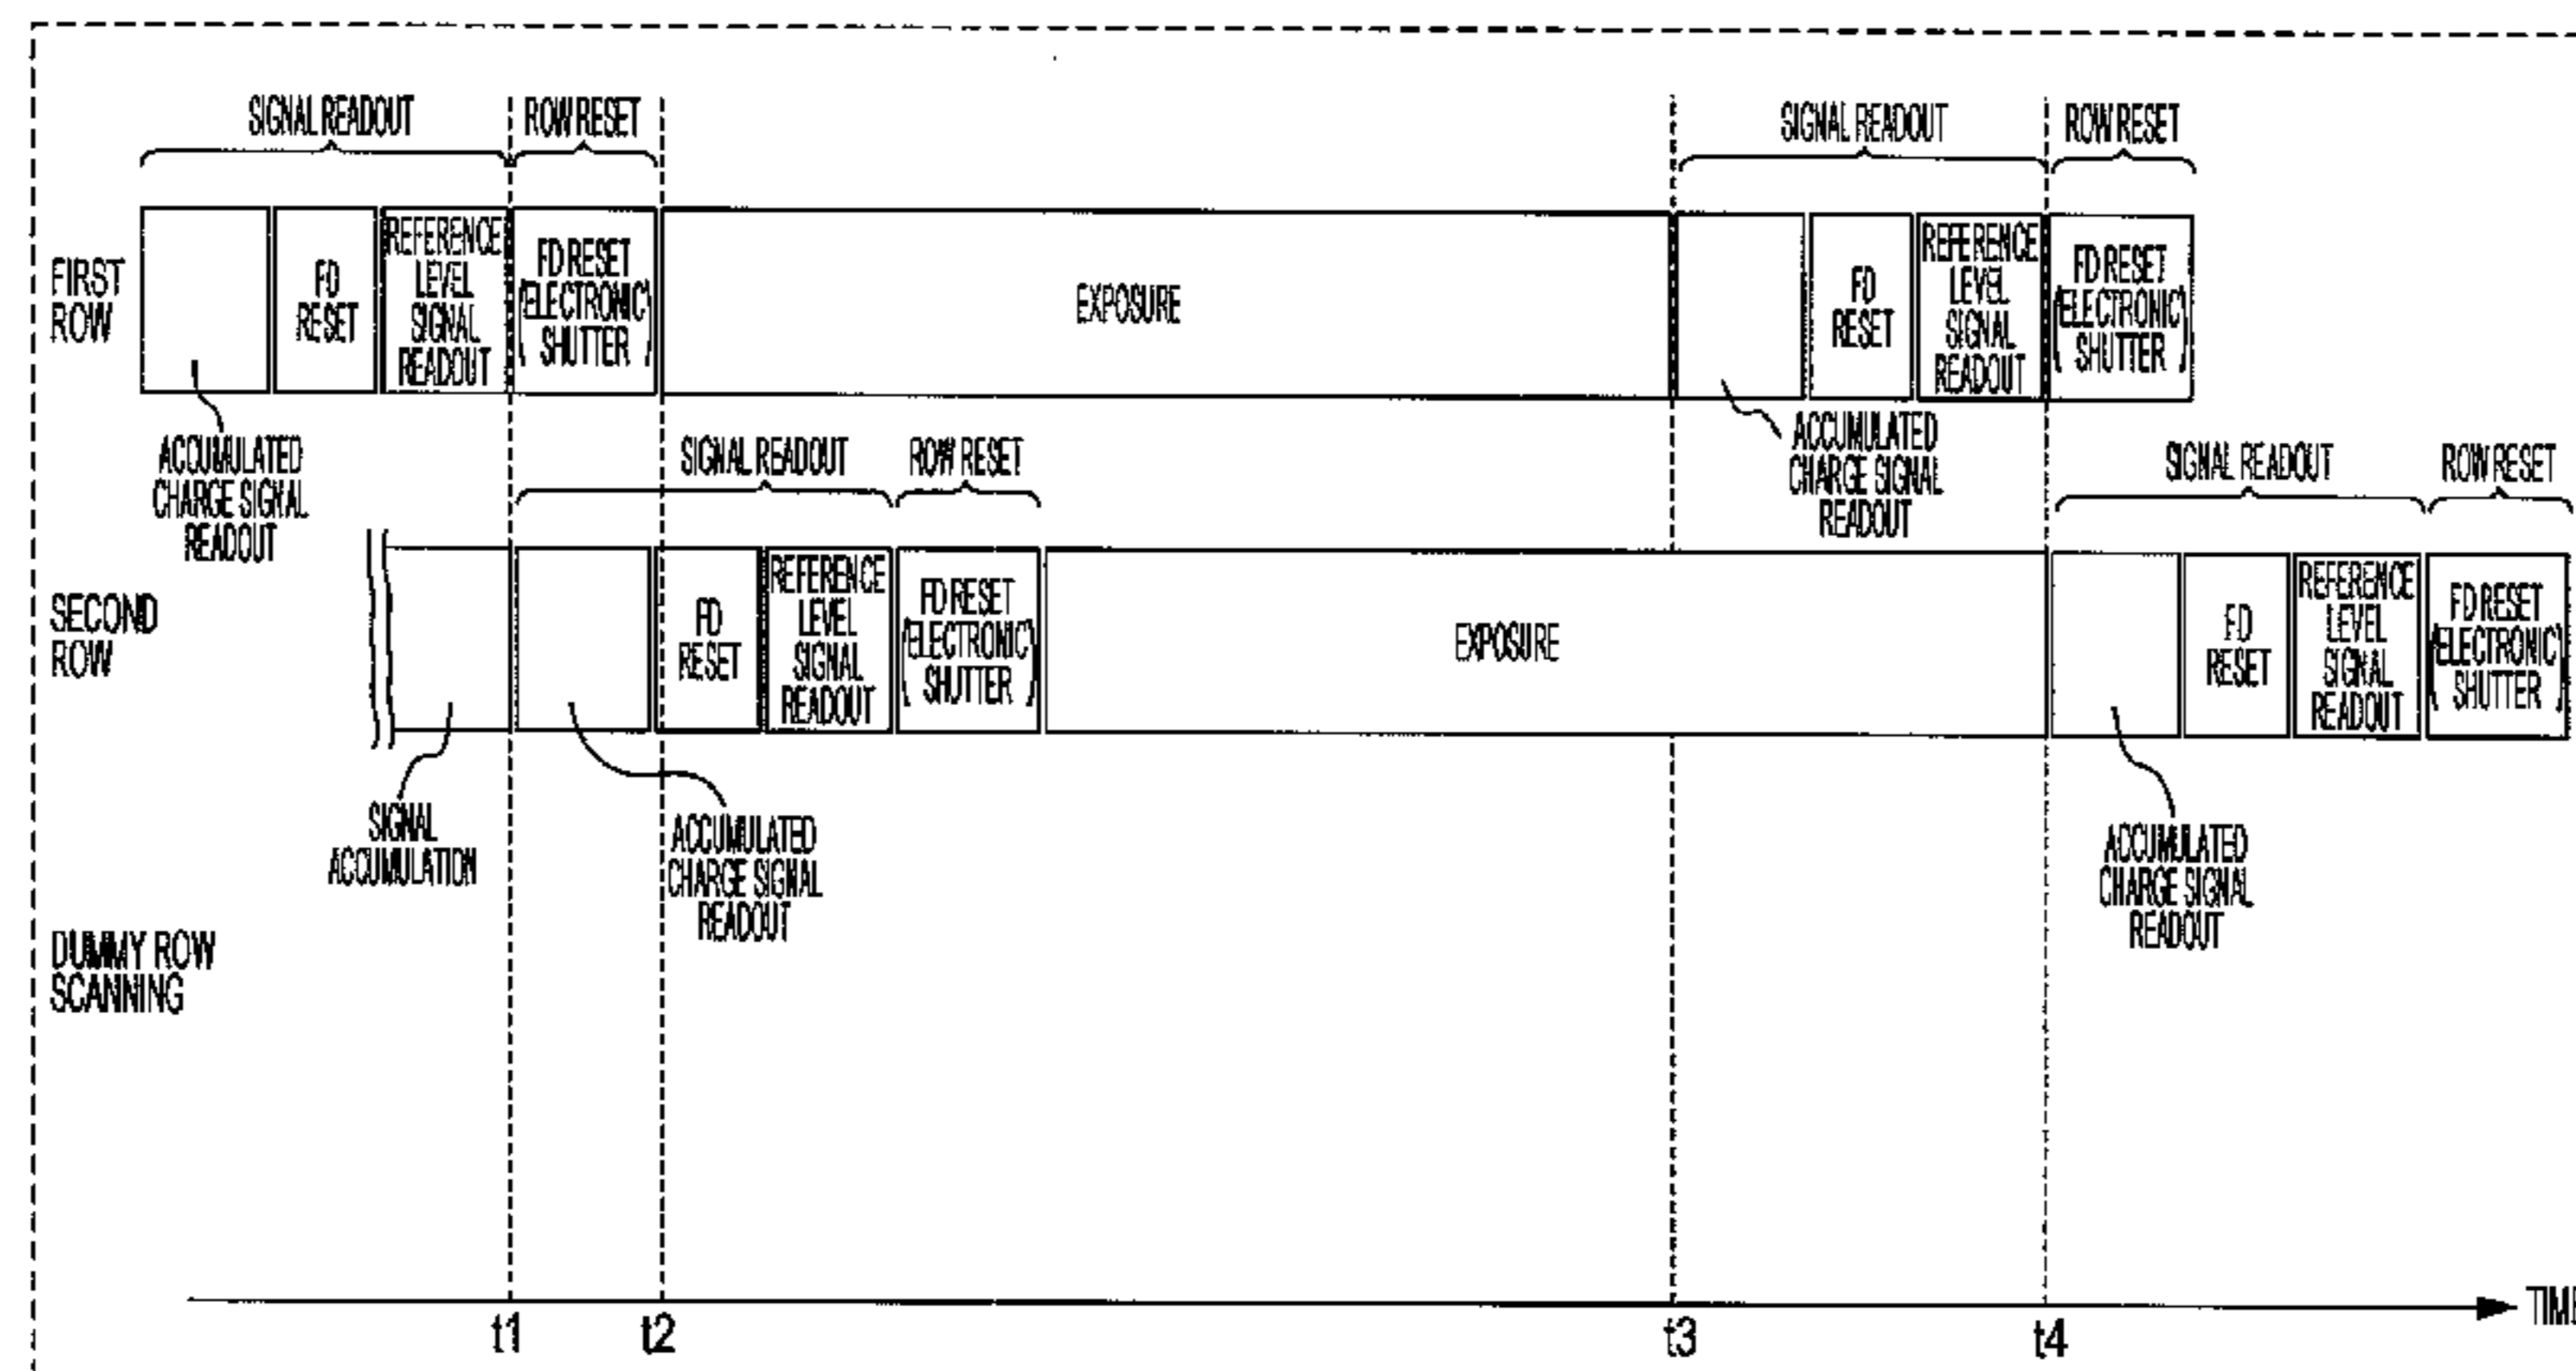 SIGNAL READOUT
ROW RESET
SIGNAL READOUT
ROW RESET
FIRST
ROW
FD
RESET
REFERENCE
LEVEL
SIGNAL
READOUT
FD RESET
(ELECTRONIC)
SHUTTER
EXPOSURE
FD
RESET
REFERENCE
LEVEL
SIGNAL
READOUT
FD RESET
(ELECTRONIC)
SHUTTER
ACCUMULATED
CHARGE SIGNAL
READOUT
ACCUMULATED
CHARGE SIGNAL
READOUT
SIGNAL READOUT
ROW RESET
SIGNAL READOUT
ROW RESET
SECOND
ROW
FD
RESET
REFERENCE
LEVEL
SIGNAL
READOUT
FD RESET
(ELECTRONIC)
SHUTTER
EXPOSURE
FD
RESET
REFERENCE
LEVEL
SIGNAL
READOUT
FD RESET
(ELECTRONIC)
SHUTTER
SIGNAL
ACCUMULATION
ACCUMULATED
CHARGE SIGNAL
READOUT
ACCUMULATED
CHARGE SIGNAL
READOUT
DUMMY ROW
SCANNING
TIME
t1
t2
t3
t4